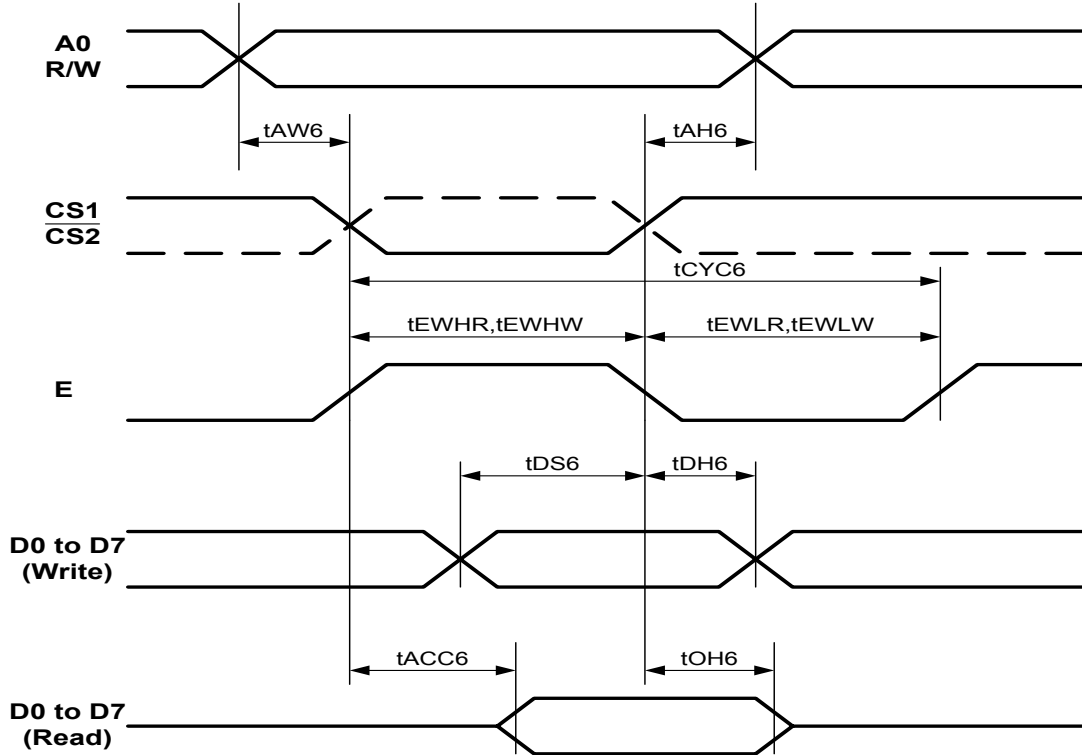 A0
R/W
tAW6
tAH6
CS1
CS2
tCYC6
tEWHR,tEWHW
tEWLR,tEWLW
E
tDS6
tDH6
D0 to D7
(Write)
tACC6
tOH6
D0 to D7
(Read)